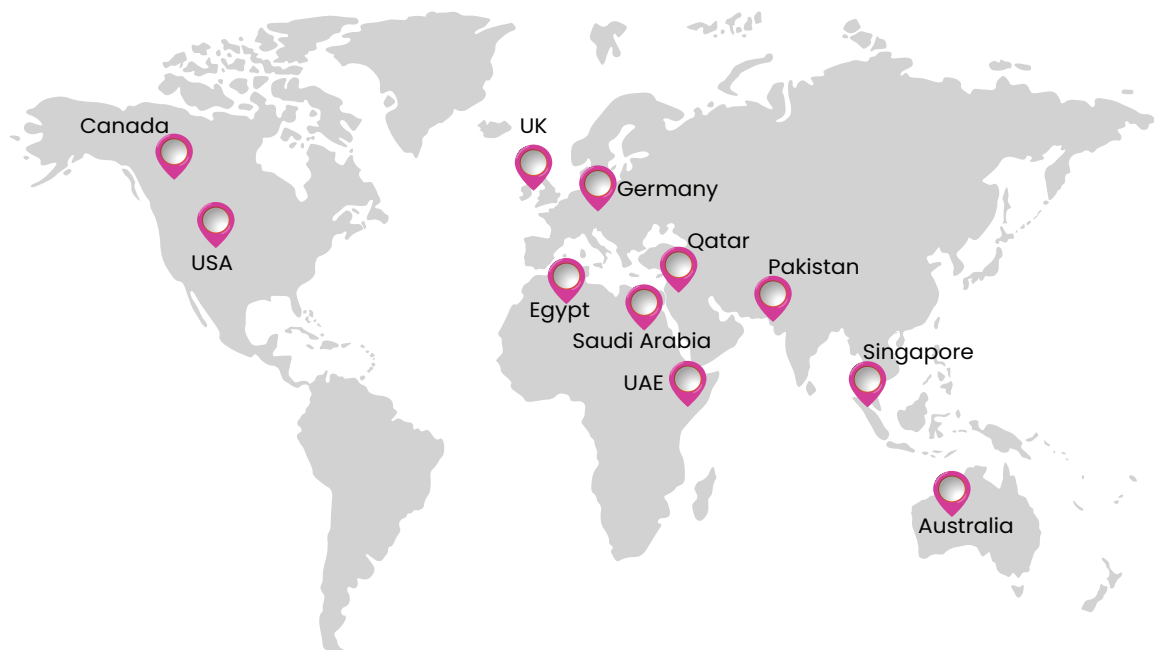 Canada
UK
Germany
Qatar
USA
Pakistan
Egypt
Saudi Arabia
Singapore
UAE
Australia